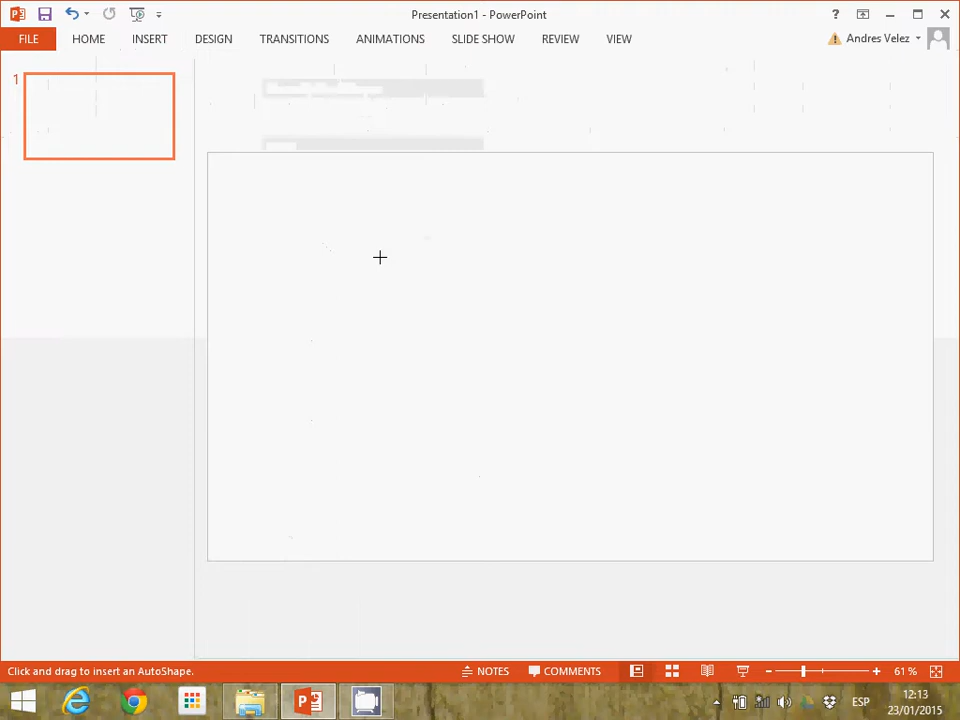 Presentation1 - PowerPoint
?
FILE
HOME
INSERT
DESIGN
TRANSITIONS
ANIMATIONS
SLIDE SHOW
REVIEW
VIEW
Andres Velez
1
Click and drag to insert an AutoShape.
NOTES
COMMENTS
61 %
ESP
12:13
23/01/2015